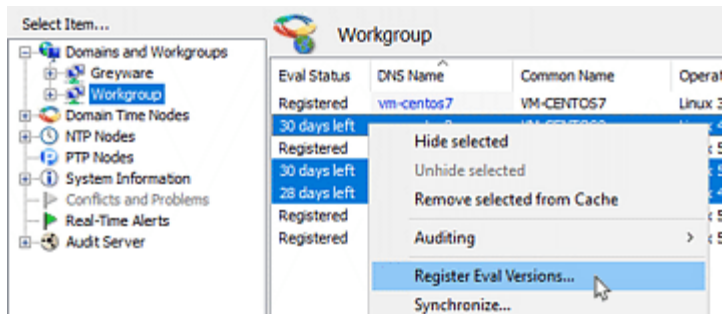 Select Item...
Domains and Workgroups
Greyware
Workgroup
Domain Time Nodes
NTP Nodes
PTP Nodes
System Information
Conflicts and Problems
Real-Time Alerts
Audit Server
Workgroup
Eval Status DNS Name Common Name Operat
Registered vm-centos7 VM-CENTOS7 Linux 3
30 days left
Registered
30 days left
28 days left
Registered
Registered
Hide selected
Unhide selected
Remove selected from Cache
Auditing
Register Eval Versions...
Synchronize...